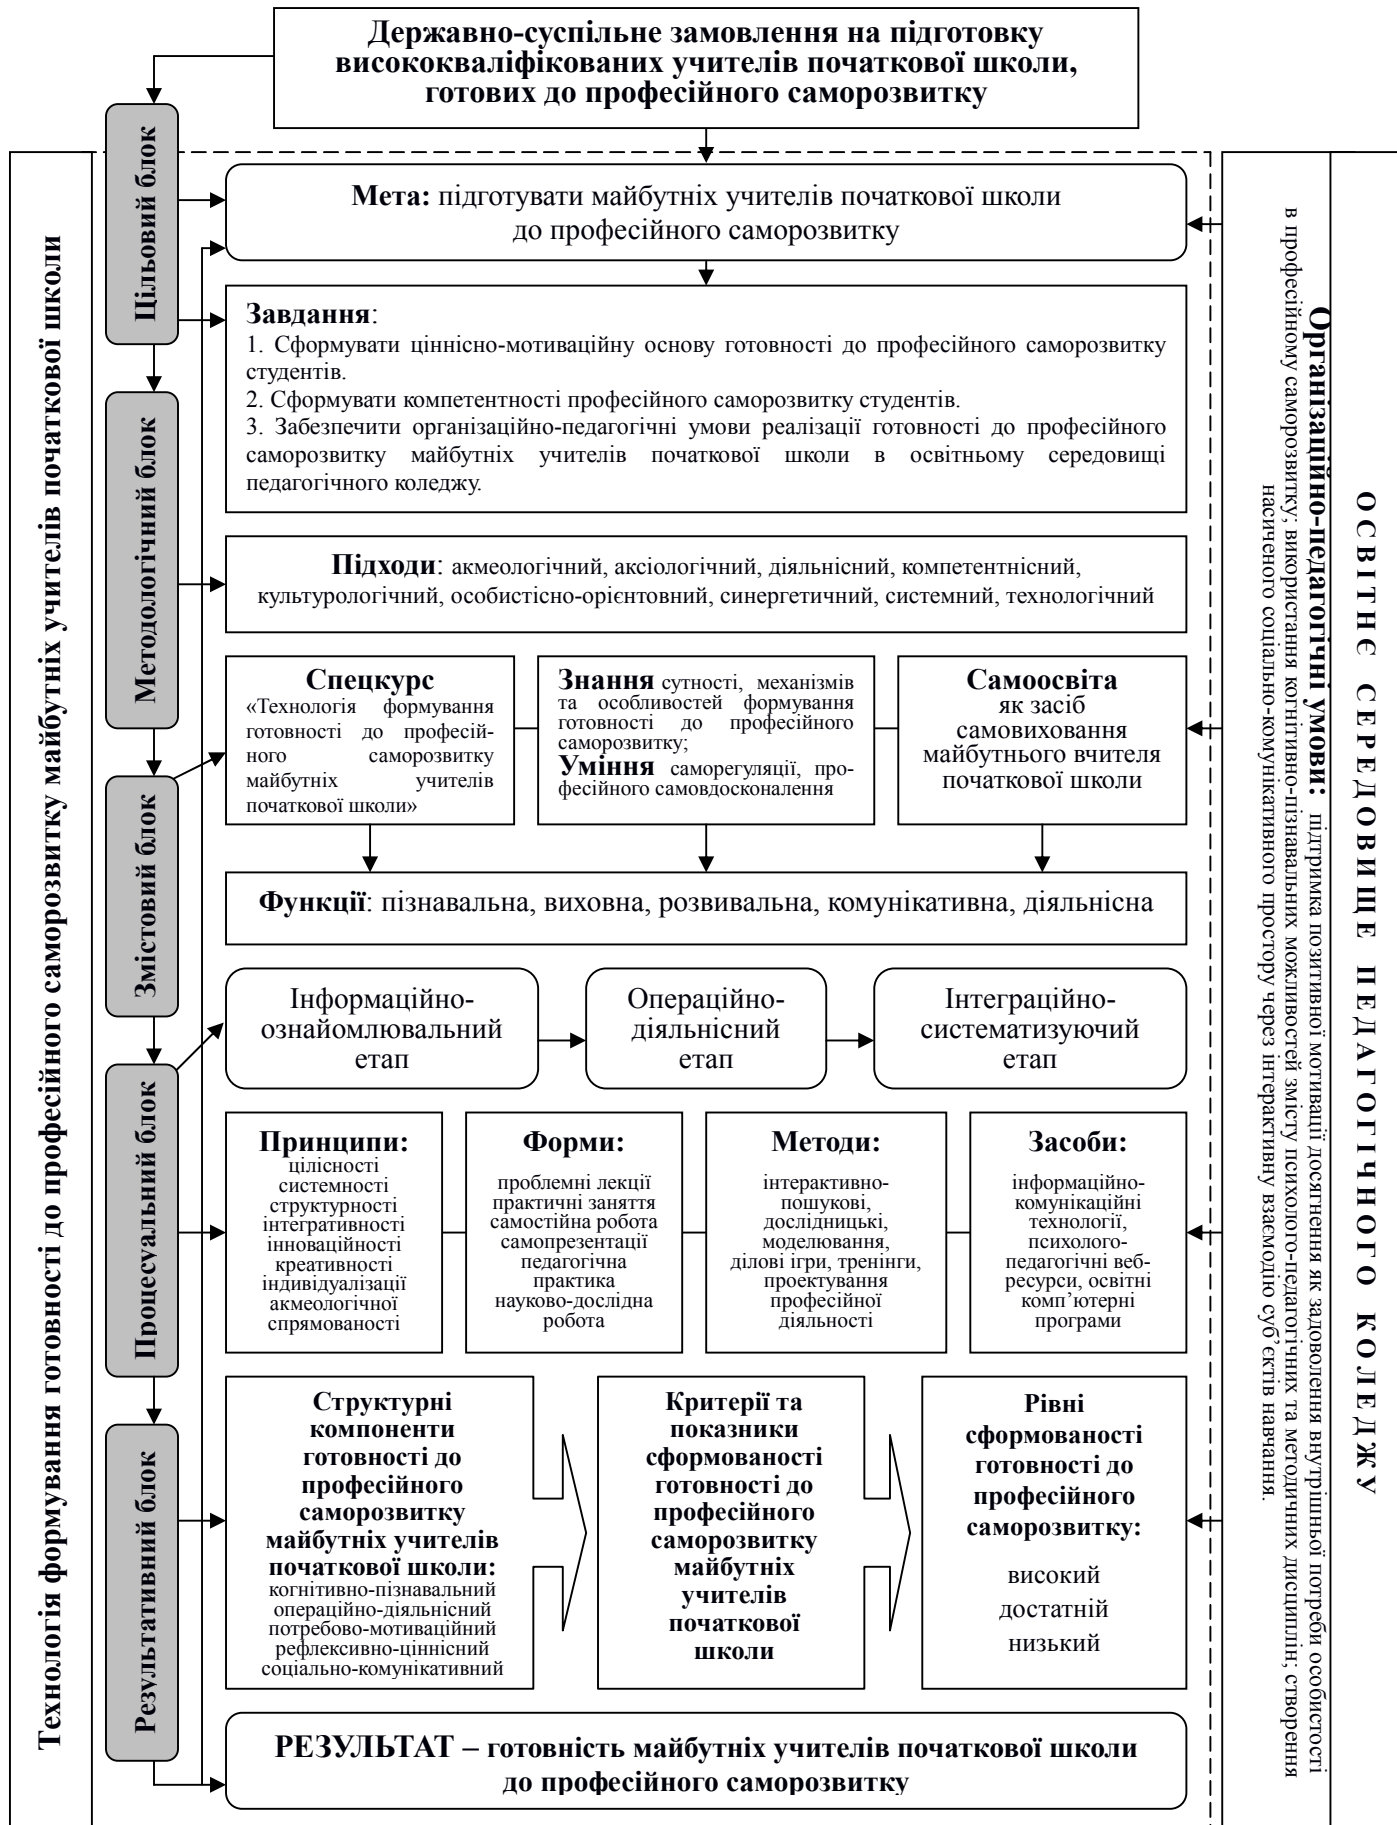 Державно-суспільне замовлення на підготовку
висококваліфікованих учителів початкової школи,
готових до професійного саморозвитку
Технологія формування готовності до професійного саморозвитку майбутніх учителів початкової школи
Цільовий блок
Методологічний блок
Змістовий блок
Процесуальний блок
Результативний блок
Мета: підготувати майбутніх учителів початкової школи
до професійного саморозвитку
Завдання:
1. Сформувати ціннісно-мотиваційну основу готовності до професійного саморозвитку
студентів.
2. Сформувати компетентності професійного саморозвитку студентів.
3. Забезпечити організаційно-педагогічні умови реалізації готовності до професійного
саморозвитку майбутніх учителів початкової школи в освітньому середовищі
педагогічного коледжу.
Підходи: акмеологічний, аксіологічний, діяльнісний, компетентнісний,
культурологічний, особистісно-орієнтовний, синергетичний, системний, технологічний
Спецкурс
«Технологія формування
готовності до професій-
ного саморозвитку
майбутніх учителів
початкової школи»
Знання сутності, механізмів
та особливостей формування
готовності до професійного
саморозвитку;
Уміння саморегуляції, про-
фесійного самовдосконалення
Самоосвіта
як засіб
самовиховання
майбутнього вчителя
початкової школи
Функції: пізнавальна, виховна, розвивальна, комунікативна, діяльнісна
Інформаційно-
ознайомлювальний
етап
Операційно-
діяльнісний
етап
Інтеграційно-
систематизуючий
етап
Принципи:
цілісності
системності
структурності
інтегративності
інноваційності
креативності
індивідуалізації
акмеологічної
спрямованості
Форми:
проблемні лекції
практичні заняття
самостійна робота
самопрезентації
педагогічна
практика
науково-дослідна
робота
Методи:
інтерактивно-
пошукові,
дослідницькі,
моделювання,
ділові ігри, тренінги,
проектування
професійної
діяльності
Засоби:
інформаційно-
комунікаційні
технології,
психолого-
педагогічні веб-
ресурси, освітні
комп’ютерні
програми
Структурні
компоненти
готовності до
професійного
саморозвитку
майбутніх учителів
початкової школи:
когнітивно-пізнавальний
операційно-діяльнісний
потребово-мотиваційний
рефлексивно-ціннісний
соціально-комунікативний
Критерії та
показники
сформованості
готовності до
професійного
саморозвитку
майбутніх
учителів
початкової
школи
Рівні
сформованості
готовності до
професійного
саморозвитку:
високий
достатній
низький
РЕЗУЛЬТАТ – готовність майбутніх учителів початкової школи
до професійного саморозвитку
Організаційно-педагогічні умови: підтримка позитивної мотивації досягнення як задоволення внутрішньої потреби особистості
в професійному саморозвитку; використання когнітивно-пізнавальних можливостей змісту психолого-педагогічних та методичних дисциплін; створення
насиченого соціально-комунікативного простору через інтерактивну взаємодію суб’єктів навчання.
ОСВІТНЄ СЕРЕДОВИЩЕ ПЕДАГОГІЧНОГО КОЛЕДЖУ